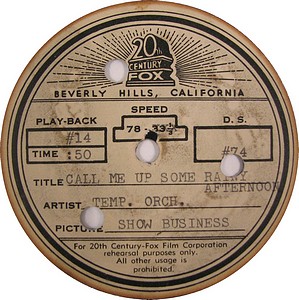 20th
CENTURY
FOX
BEVERLY HILLS, CALIFORNIA
SPEED
PLAY-BACK 78 - 33⅓ D. S.
#14 #74
TIME :50
TITLE CALL ME UP SOME RAINY
AFTERNOON
ARTIST TEMP. ORCH.
PICTURE SHOW BUSINESS
For 20th Century-Fox Film Corporation
rehearsal purposes only.
All other usage is
prohibited.